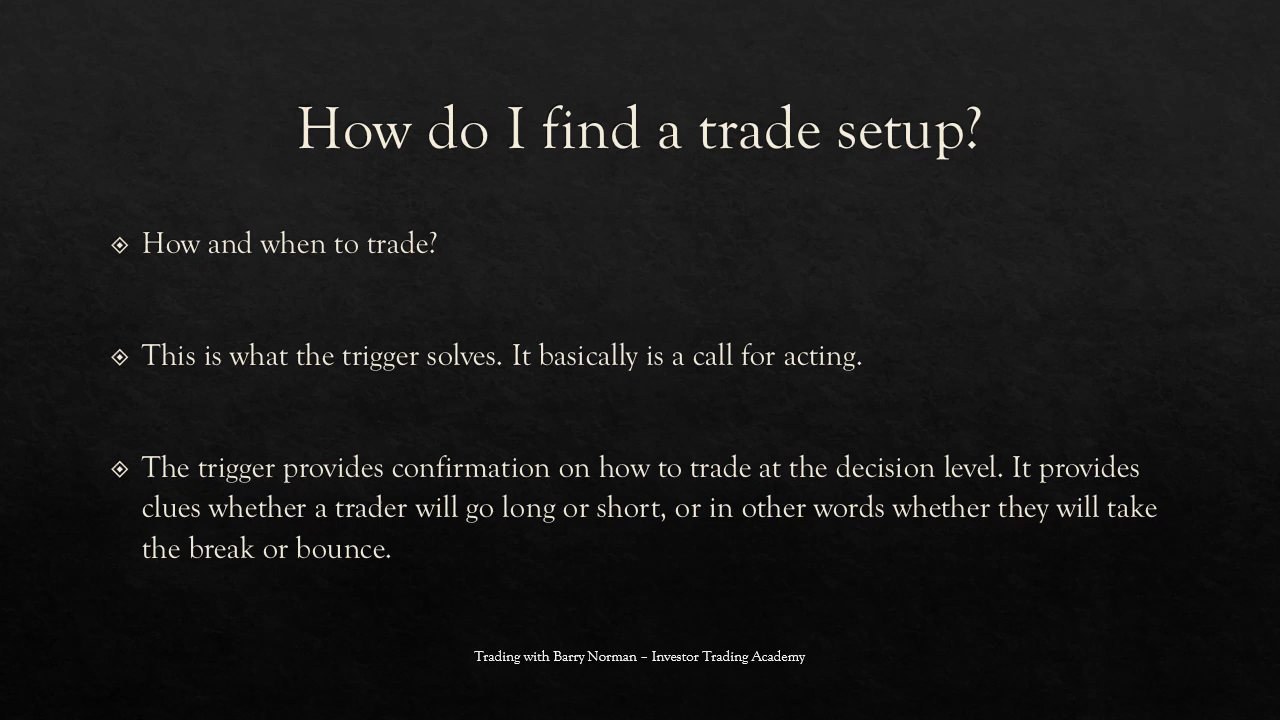 How do I find a trade setup?
How and when to trade?
This is what the trigger solves. It basically is a call for acting.
The trigger provides confirmation on how to trade at the decision level. It provides
clues whether a trader will go long or short, or in other words whether they will take
the break or bounce.
Trading with Barry Norman – Investor Trading Academy